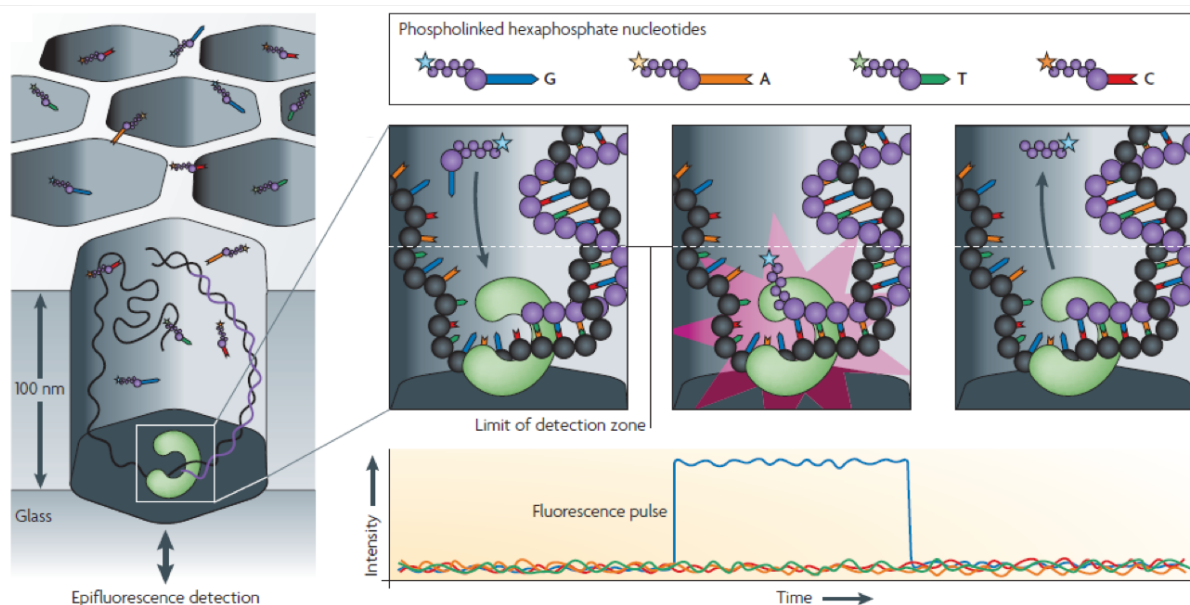 Phospholinked hexaphosphate nucleotides
G A T C
100 nm
Limit of detection zone
Glass
Fluorescence pulse
Intensity
Epifluorescence detection
Time